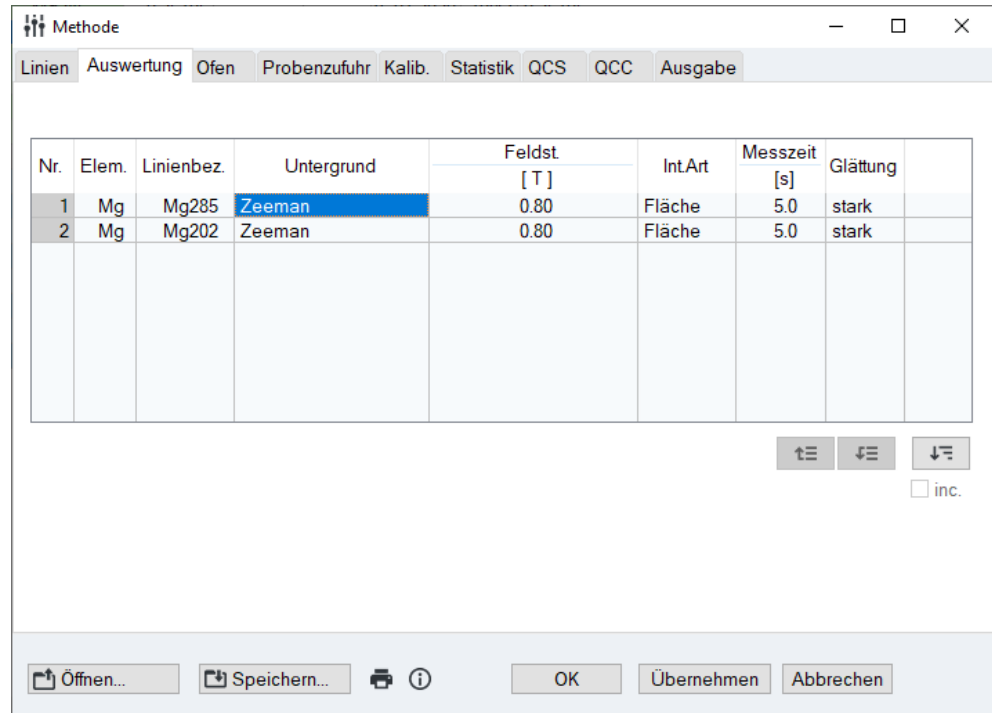 Methode
Linien Auswertung Ofen Probenzufuhr Kalib. Statistik QCS QCC Ausgabe
Nr. Elem. Linienbez. Untergrund Feldst. [T] Int.Art Messzeit [s] Glättung
1 Mg Mg285 Zeeman 0.80 Fläche 5.0 stark
2 Mg Mg202 Zeeman 0.80 Fläche 5.0 stark
inc.
Öffnen... Speichern... OK Übernehmen Abbrechen